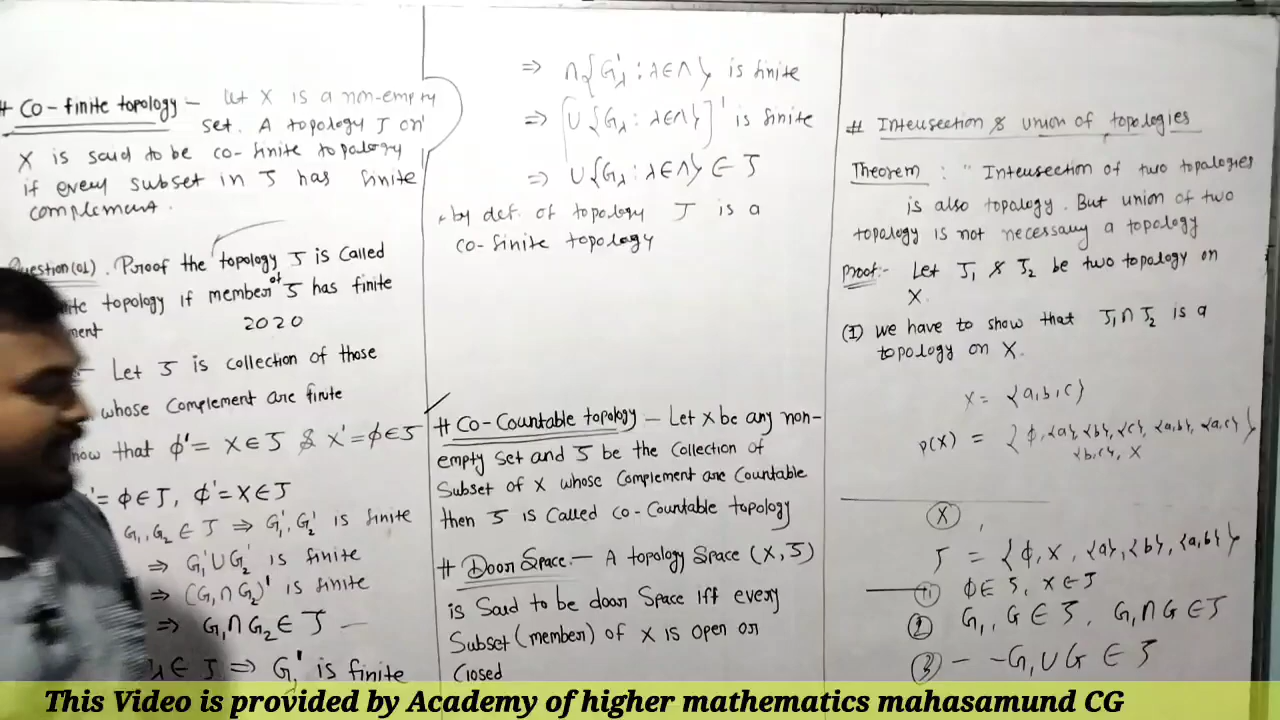 # Co-finite topology - Let X is a non-empty
set. A topology J on
X is said to be co-finite topology
if every subset in J has finite
complement.
Question(01). Proof the topology J is Called
topology if member of J has finite
2020
Let J is collection of those
whose Complement are finite
now that ϕ'= X∈J & X'=ϕ∈J
'=ϕ∈J, ϕ'=X∈J
G₁, G₂ ∈ J ⇒ G₁', G₂' is finite
⇒ G₁'∪G₂' is finite
⇒ (G₁∩G₂)' is finite
⇒ G₁∩G₂∈J
λ∈J ⇒ G' is finite
⇒ ∩{G'λ : λ∈Λ} is finite
⇒ [∪{Gλ : λ∈Λ}]' is finite
⇒ ∪{Gλ : λ∈Λ} ∈ J
by def. of topology J is a
co-finite topology
# Co-Countable topology - Let X be any non-
empty set and J be the Collection of
Subset of X whose Complement are Countable
then J is Called co-Countable topology
# Door Space - A topology Space (X,J)
is Said to be door Space iff every
Subset (member) of X is open or
Closed
# Intersection & union of topologies
Theorem : "Intersection of two topologies
is also topology. But union of two
topology is not necessary a topology
Proof:- Let J₁ & J₂ be two topology on
X.
(I) we have to show that J₁∩J₂ is a
topology on X.
X = {a,b,c}
P(X) = {ϕ,{a},{b},{c},{a,b},{a,c}}
{b,c}, X
(X)
J = {ϕ, X, {a}, {b}, {a,b}}
① ϕ∈J, X∈J
② G₁, G∈J, G₁∩G∈J
③ - - G₁∪G ∈ J
This Video is provided by Academy of higher mathematics mahasamund CG